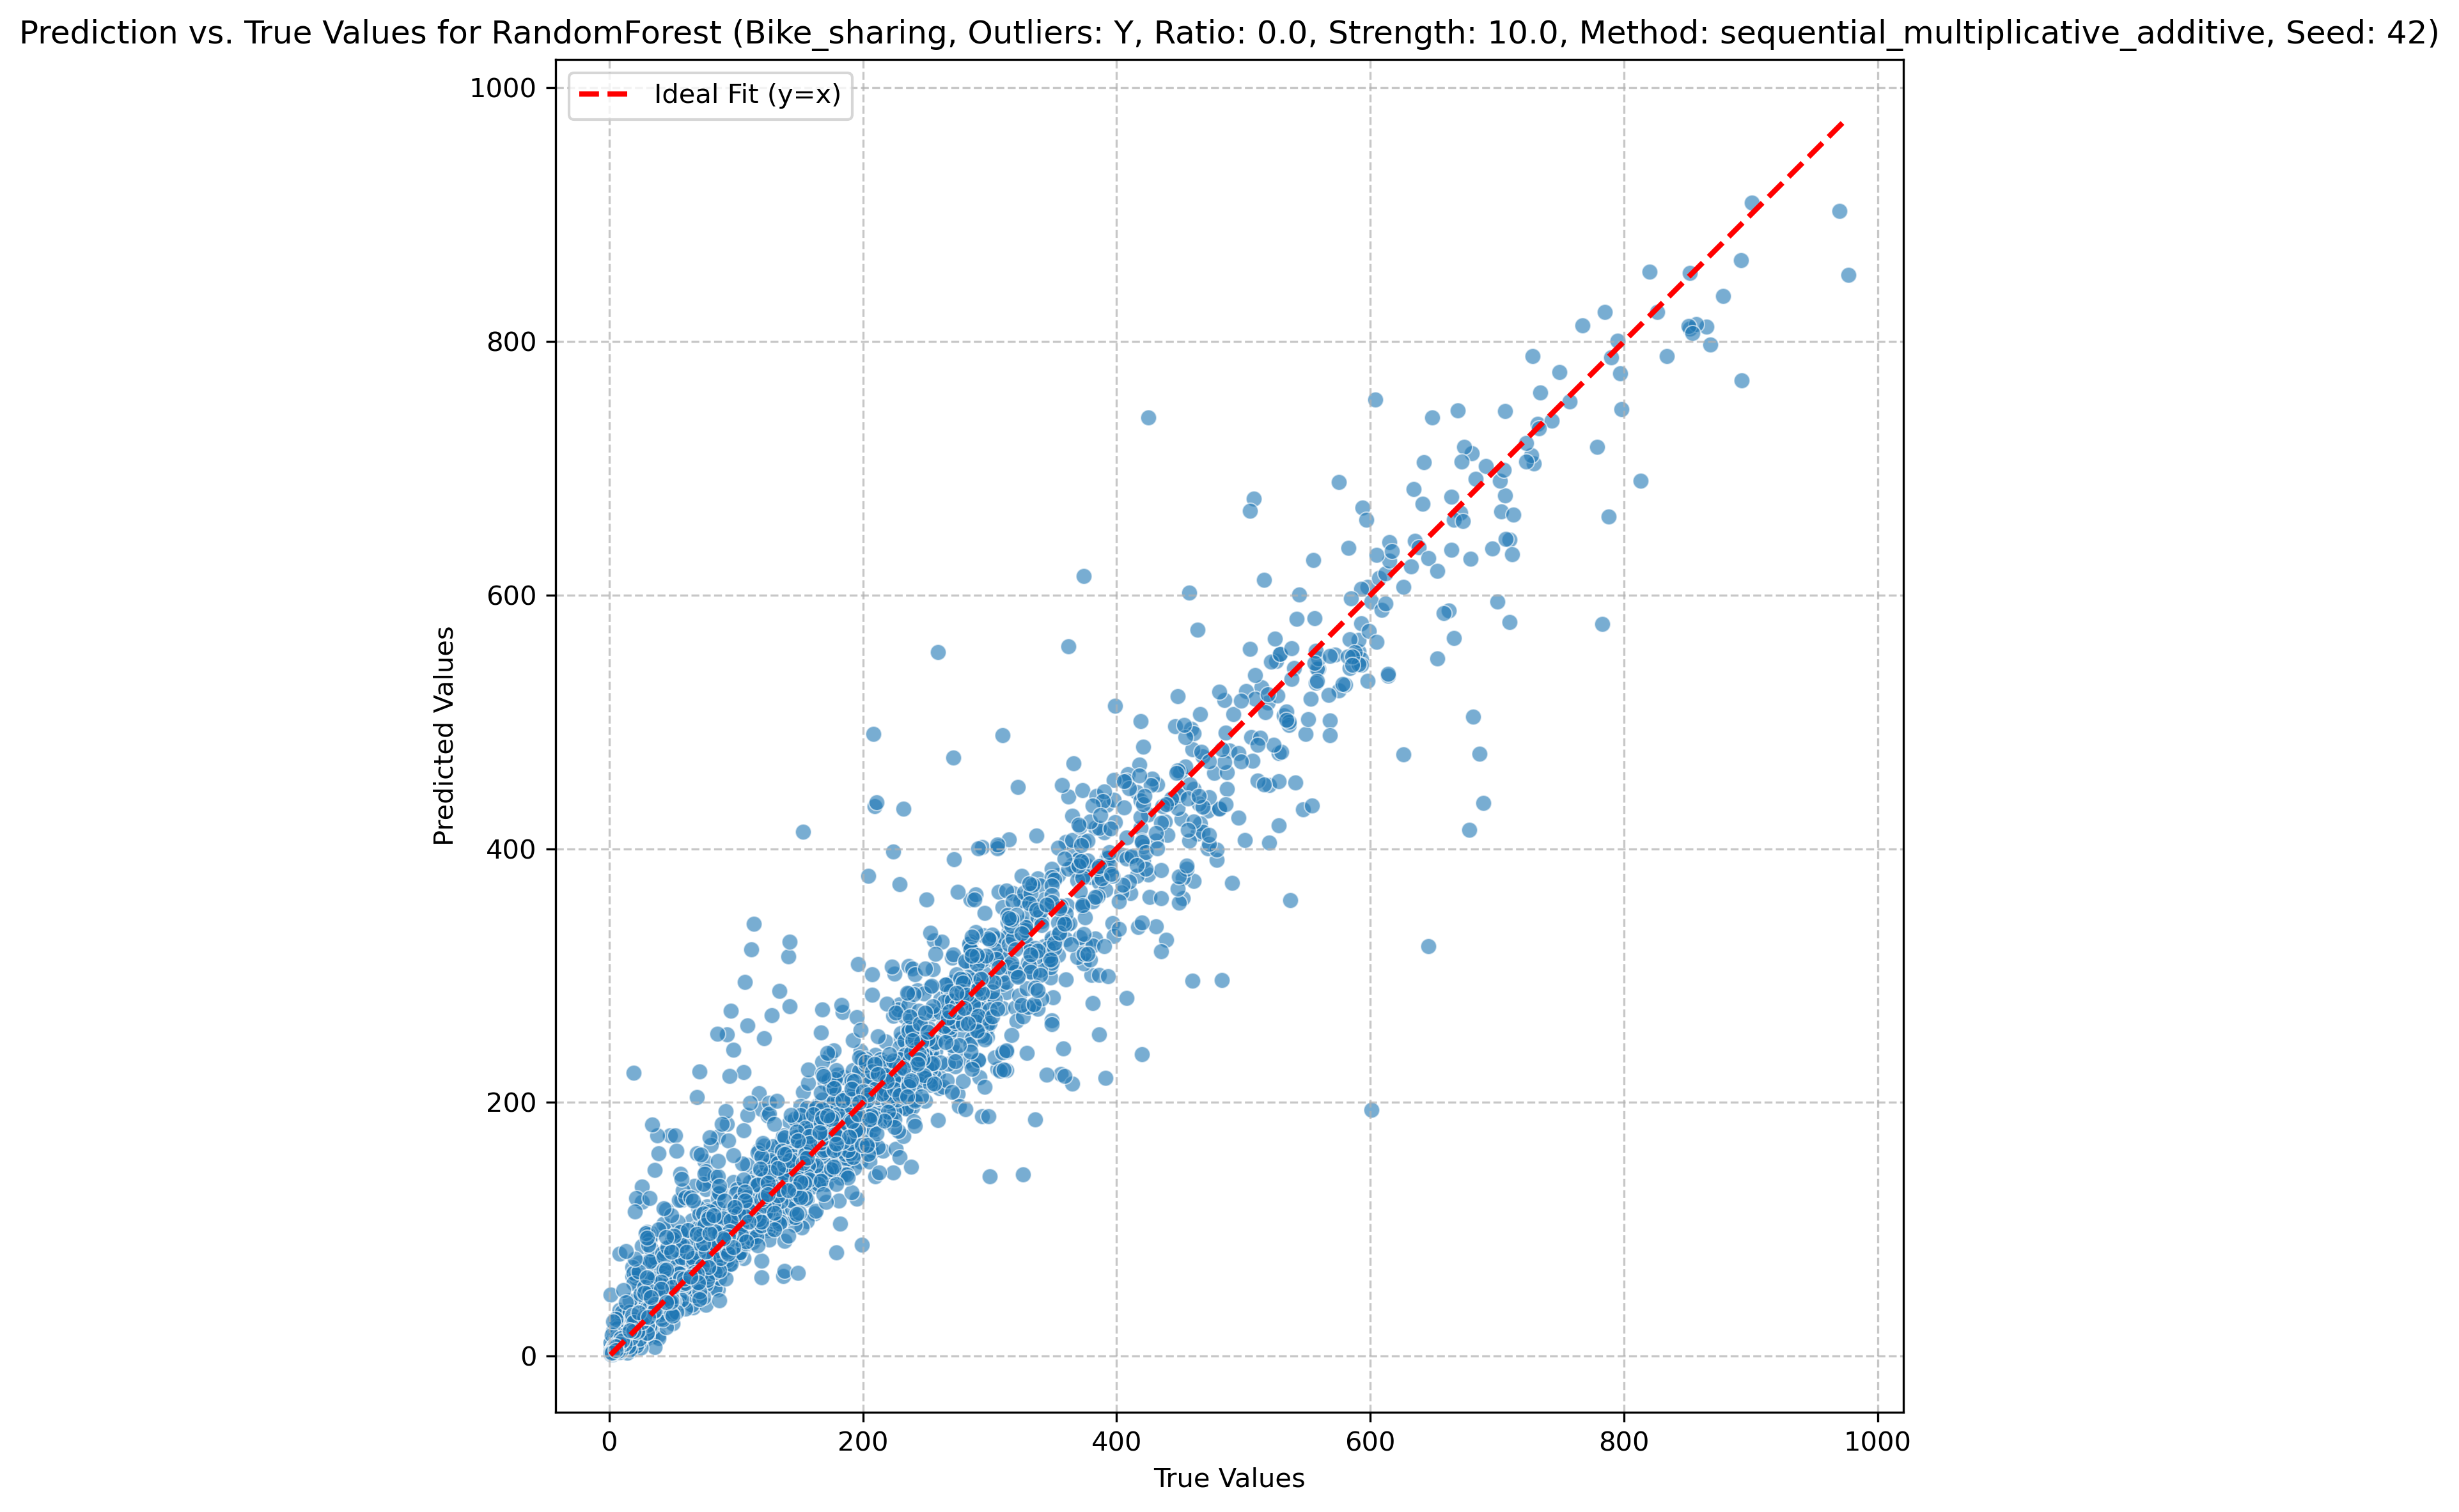 Prediction vs. True Values for RandomForest (Bike_sharing, Outliers: Y, Ratio: 0.0, Strength: 10.0, Method: sequential_multiplicative_additive, Seed: 42)
Ideal Fit (y=x)
1000
800
600
400
200
0
Predicted Values
0 200 400 600 800 1000
True Values